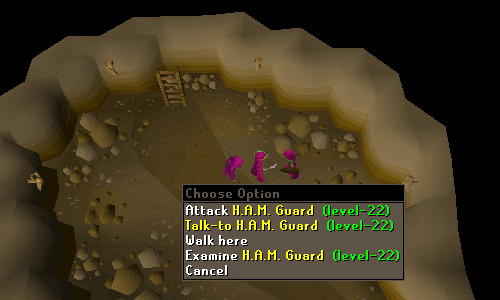 Choose Option
Attack H.A.M. Guard (level-22)
Talk-to H.A.M. Guard (level-22)
Walk here
Examine H.A.M. Guard (level-22)
Cancel